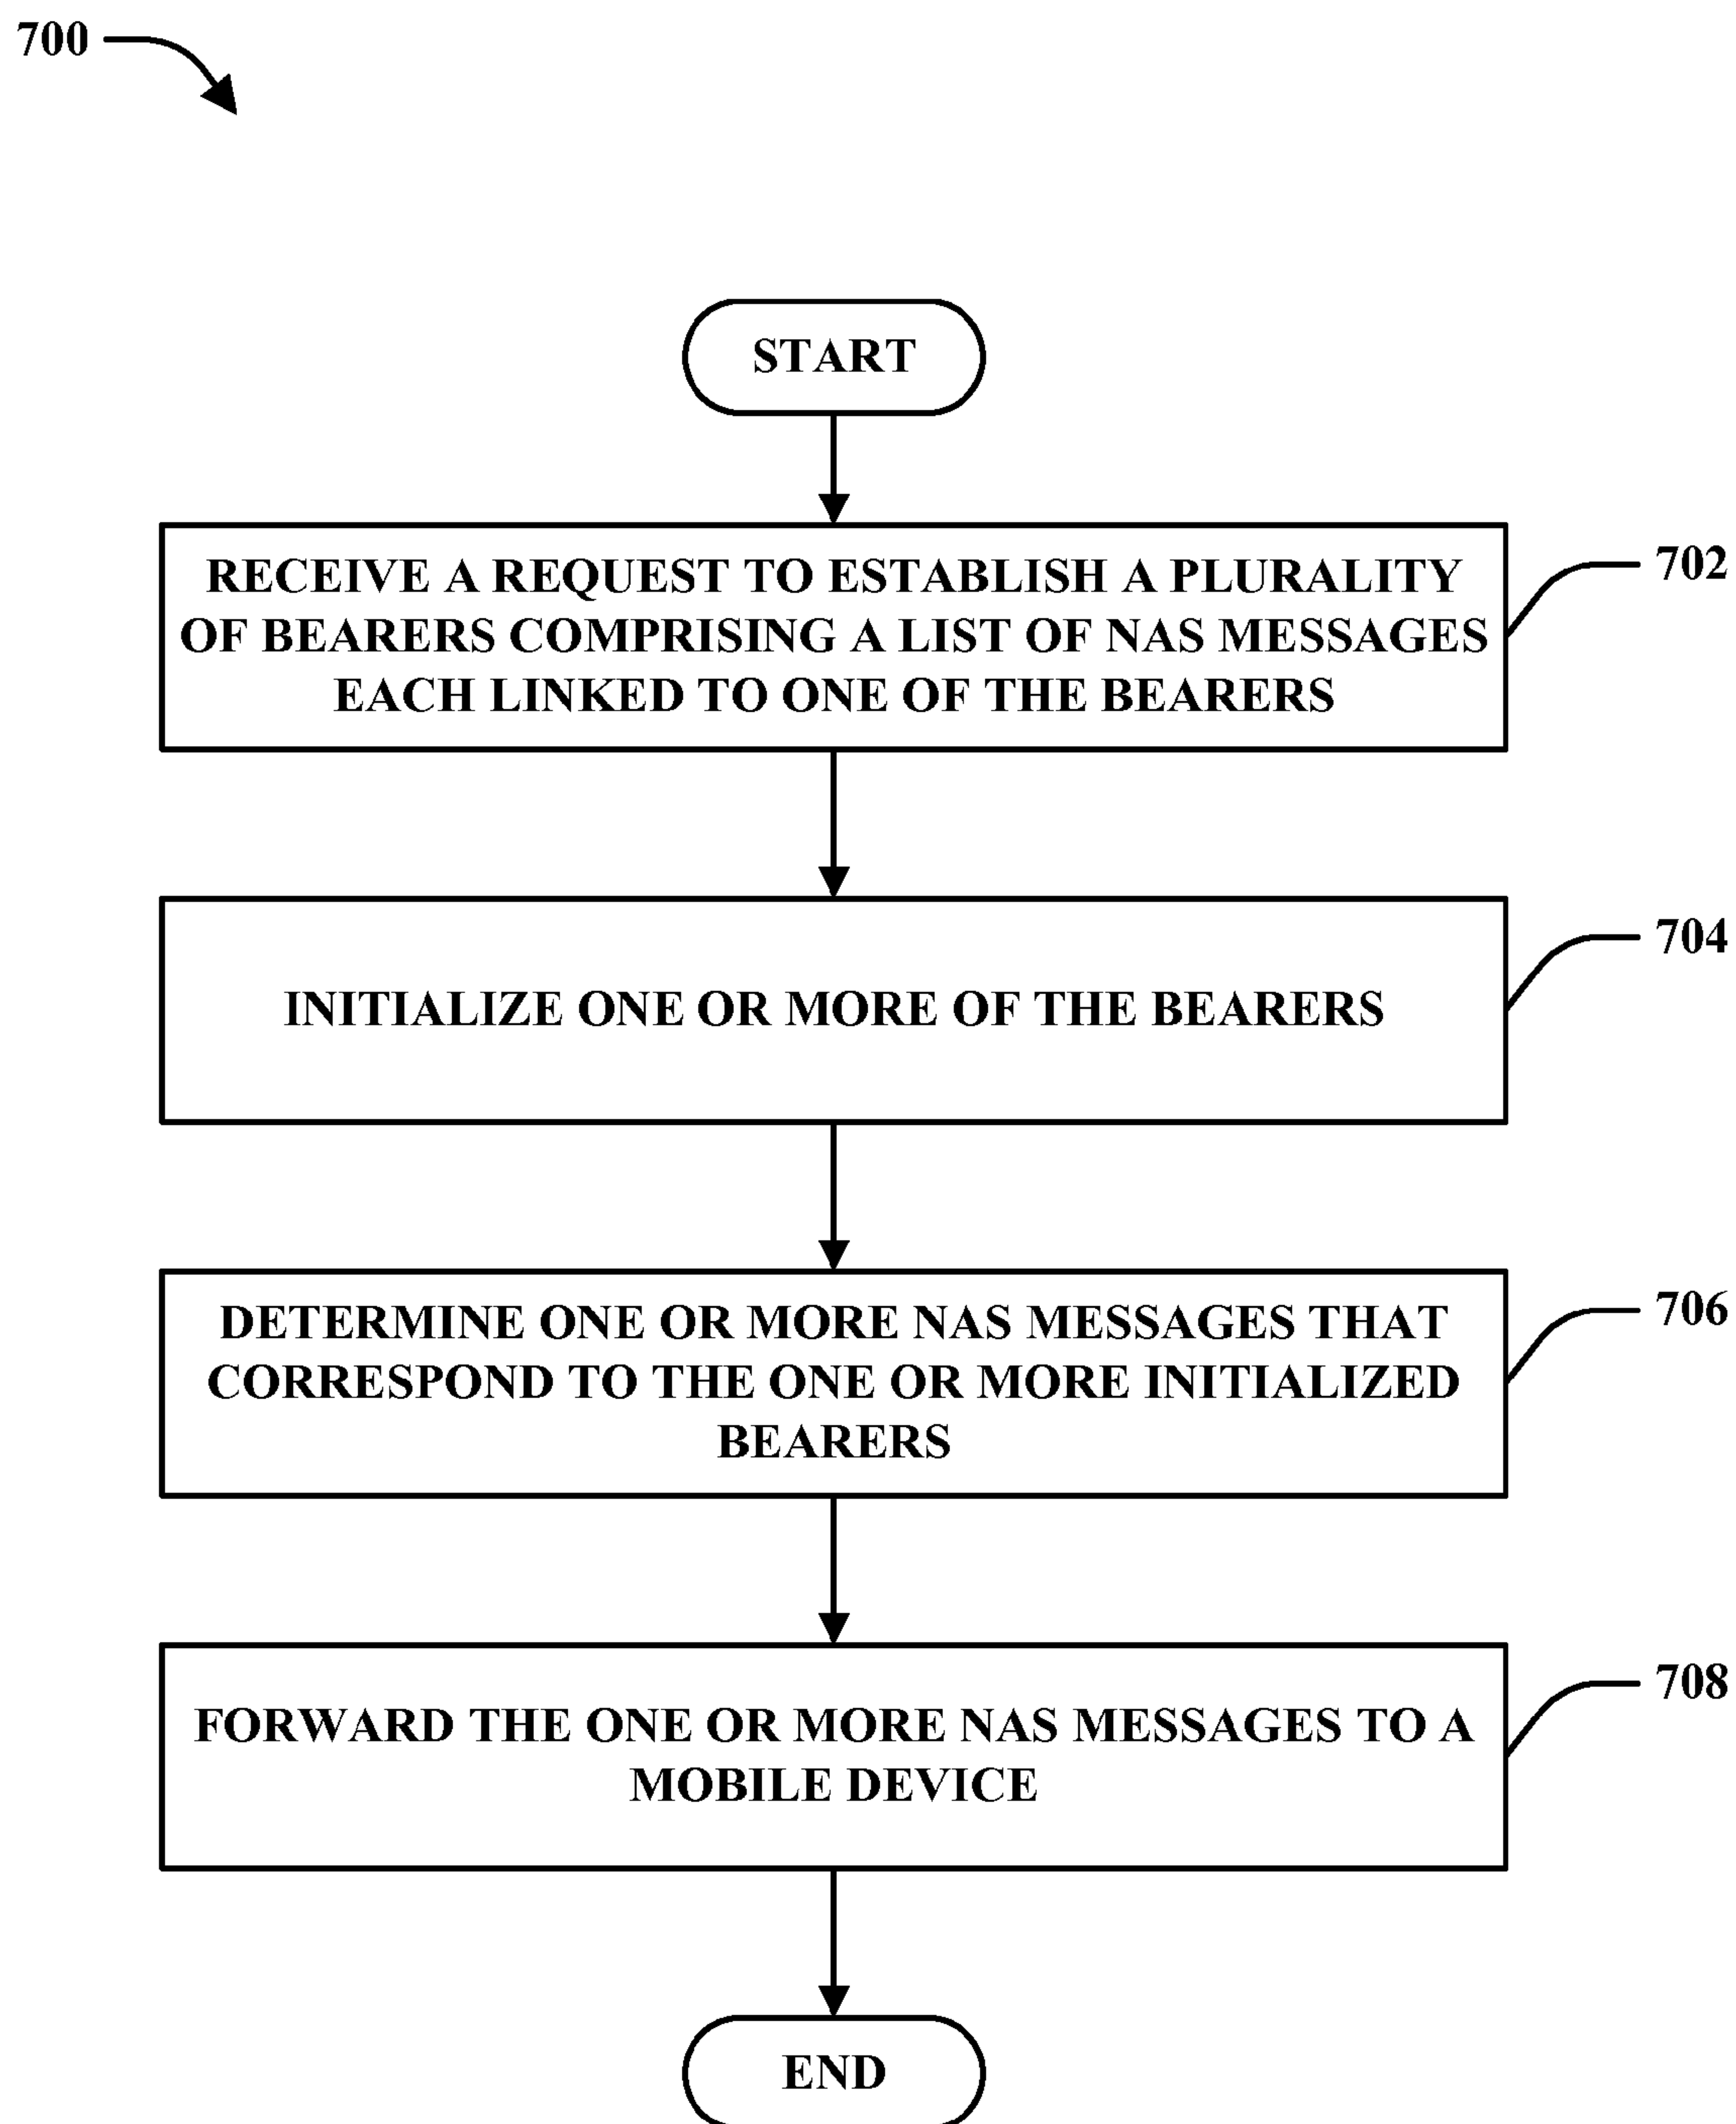 700
START
RECEIVE A REQUEST TO ESTABLISH A PLURALITY
OF BEARERS COMPRISING A LIST OF NAS MESSAGES
EACH LINKED TO ONE OF THE BEARERS
702
INITIALIZE ONE OR MORE OF THE BEARERS
704
DETERMINE ONE OR MORE NAS MESSAGES THAT
CORRESPOND TO THE ONE OR MORE INITIALIZED
BEARERS
706
FORWARD THE ONE OR MORE NAS MESSAGES TO A
MOBILE DEVICE
708
END